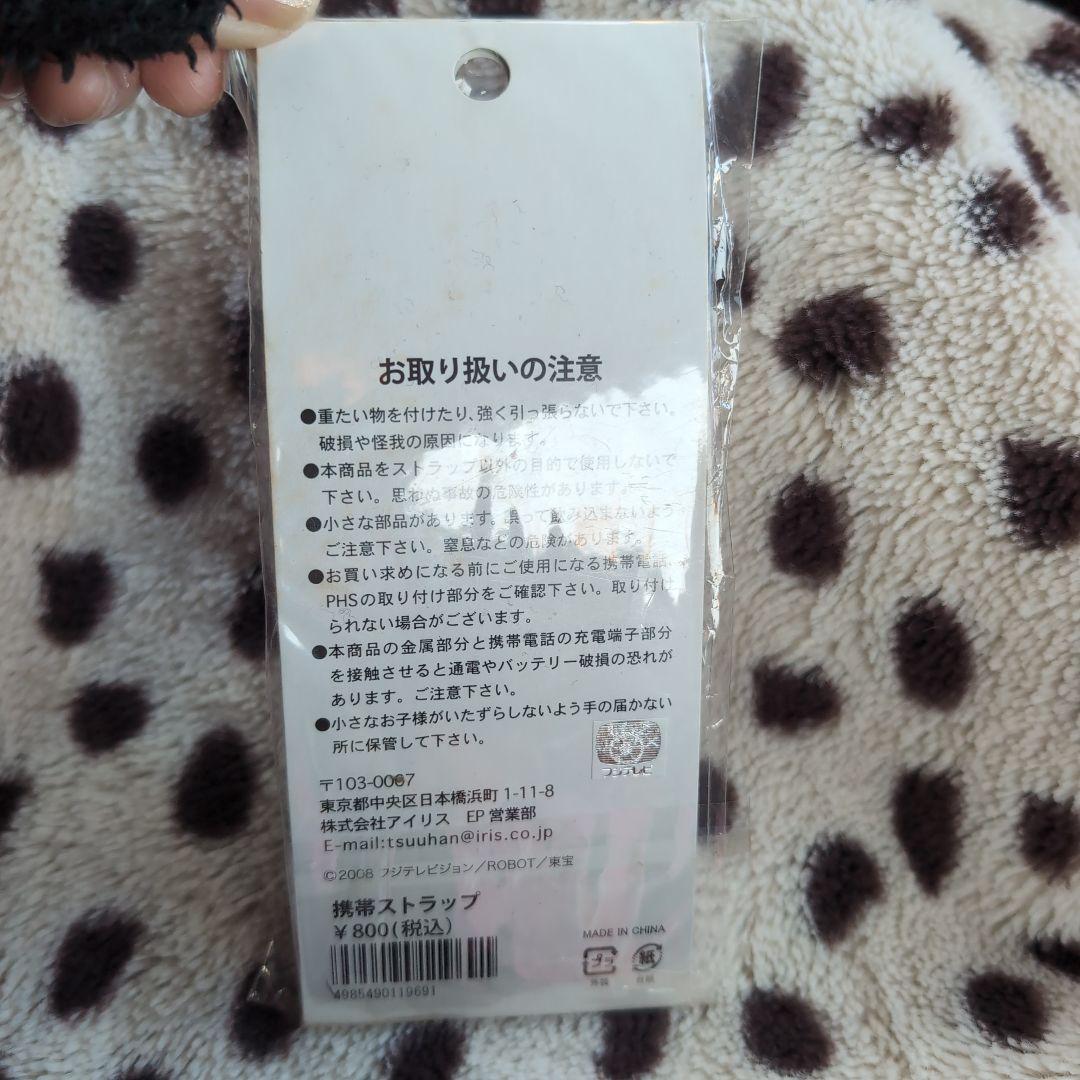 お取り扱いの注意
●重たい物を付けたり、強く引っ張らないで下さい。
破損や怪我の原因になります。
●本商品をストラップ以外の目的で使用しないで
下さい。思わぬ事故の危険性があります。
●小さな部品があります。誤って飲み込まないよう
ご注意下さい。窒息などの危険があります。
●お買い求めになる前にご使用になる携帯電話、
PHSの取り付け部分をご確認下さい。取り付け
られない場合がございます。
●本商品の金属部分と携帯電話の充電端子部分
を接触させると通電やバッテリー破損の恐れが
あります。ご注意下さい。
●小さなお子様がいたずらしないよう手の届かない
所に保管して下さい。
フジテレビ
〒103-0007
東京都中央区日本橋浜町1-11-8
株式会社アイリス EP営業部
E-mail:tsuuhan@iris.co.jp
©2008 フジテレビジョン/ROBOT/東宝
携帯ストラップ
¥800(税込)
MADE IN CHINA
プラ 紙
外装 台紙
4985490119691